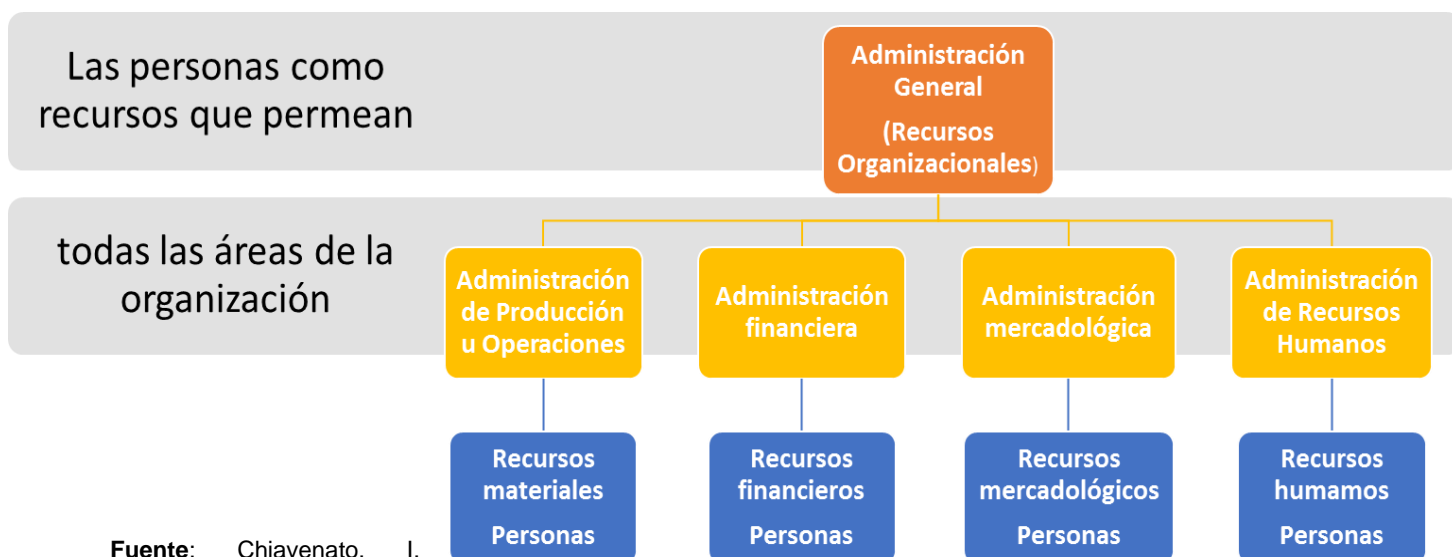 Las personas como
recursos que permean
Administración
General
(Recursos
Organizacionales)
todas las áreas de la
organización
Administración
de Producción
u Operaciones
Administración
financiera
Administración
mercadológica
Administración
de Recursos
Humanos
Recursos
materiales
Personas
Recursos
financieros
Personas
Recursos
mercadológicos
Personas
Recursos
humamos
Personas
Fuente: Chiavenato, I.